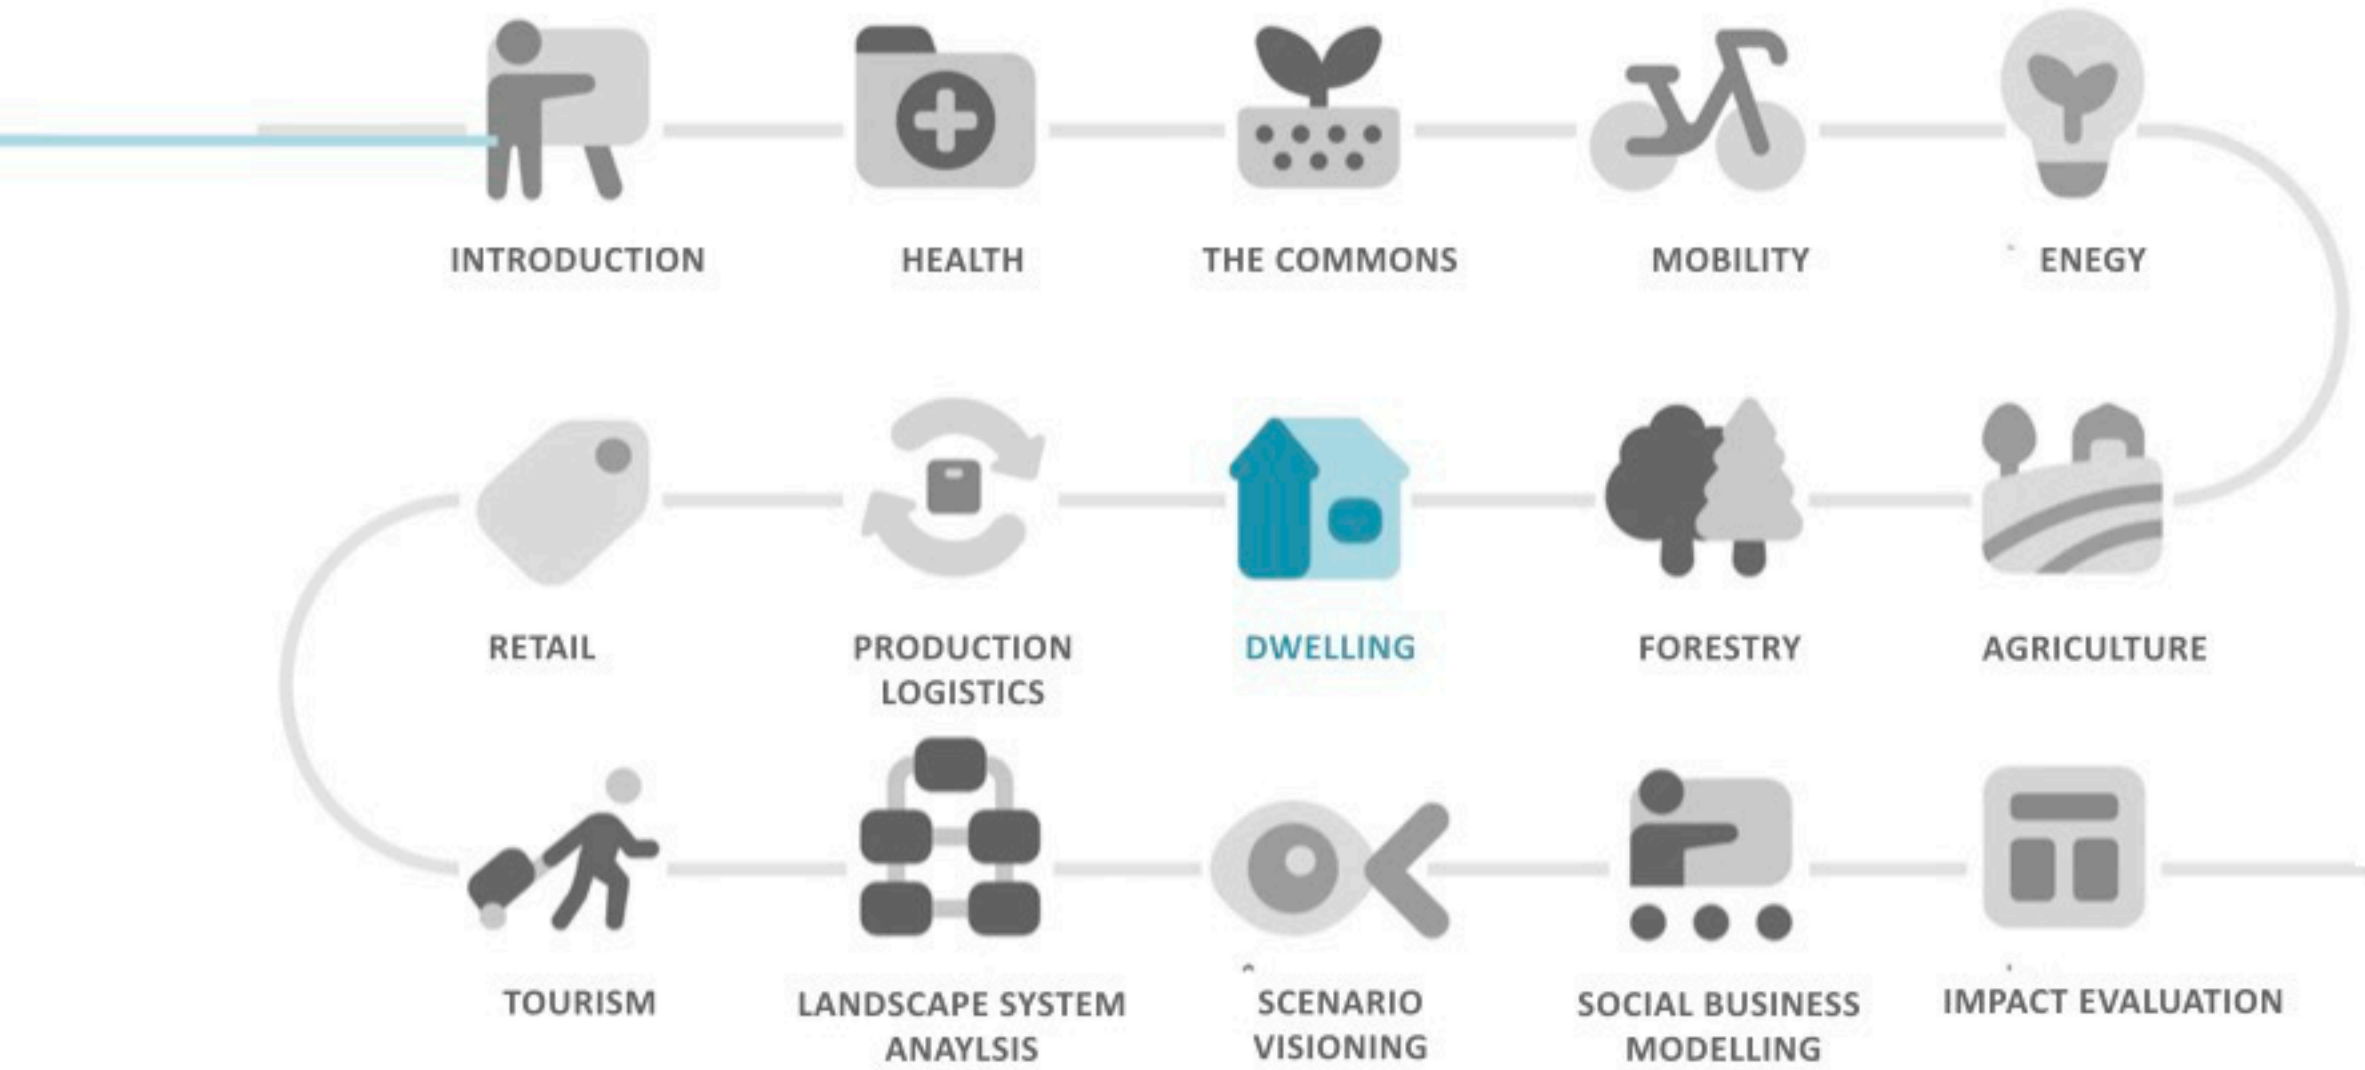 INTRODUCTION
HEALTH
THE COMMONS
MOBILITY
ENEGY
RETAIL
PRODUCTION
LOGISTICS
DWELLING
FORESTRY
AGRICULTURE
TOURISM
LANDSCAPE SYSTEM
ANAYLSIS
SCENARIO
VISIONING
SOCIAL BUSINESS
MODELLING
IMPACT EVALUATION